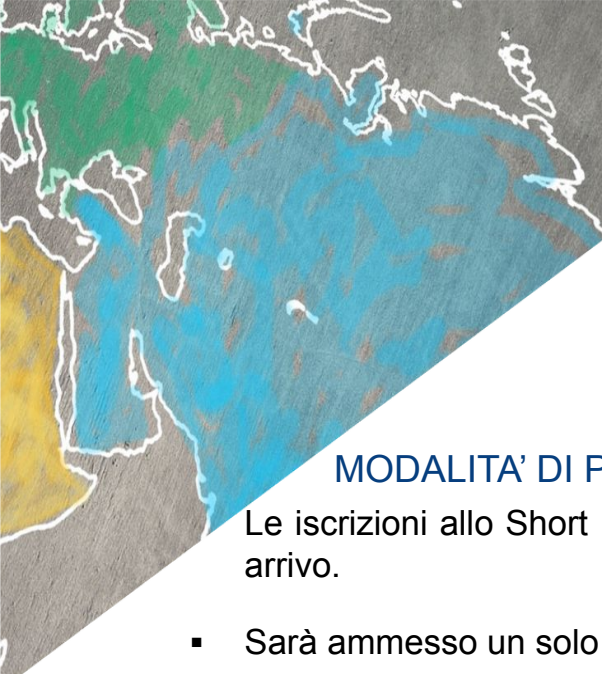 MODALITA’ DI P
Le iscrizioni allo Short
arrivo.
▪ Sarà ammesso un solo